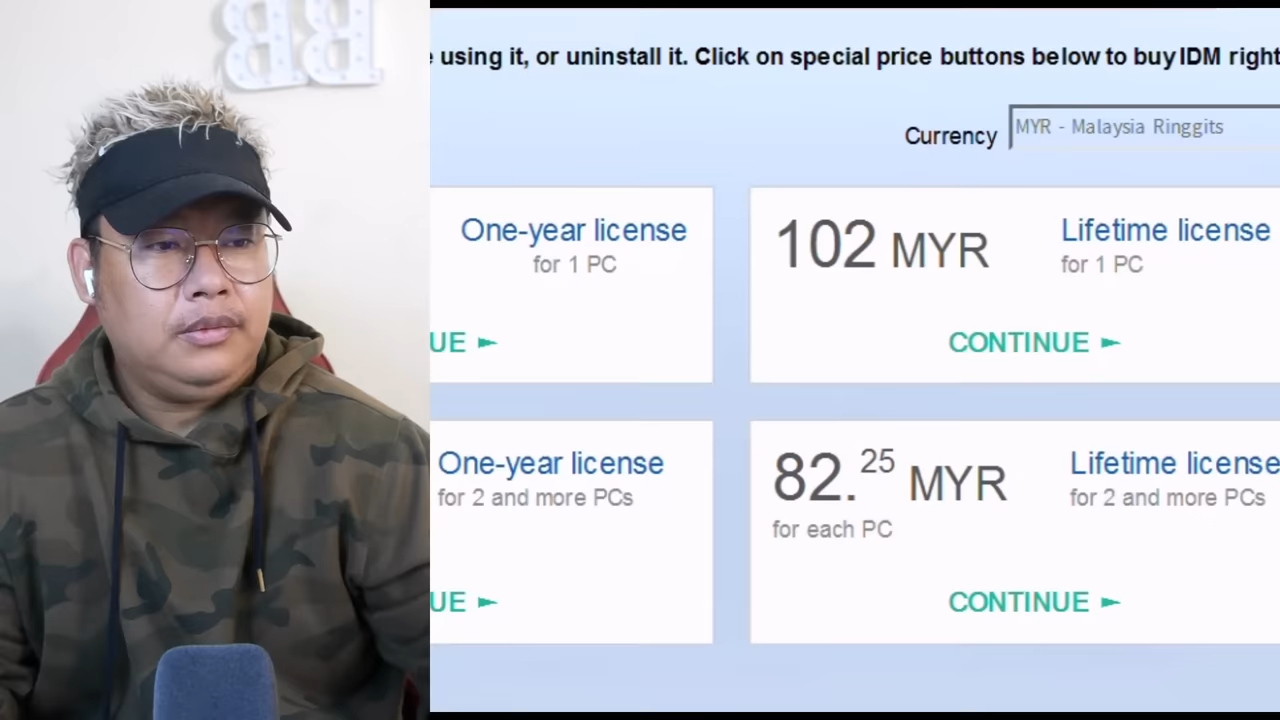 BB
using it, or uninstall it. Click on special price buttons below to buy IDM right
Currency
MYR - Malaysia Ringgits
One-year license
for 1 PC
UE ►
102 MYR
Lifetime license
for 1 PC
CONTINUE ►
One-year license
for 2 and more PCs
UE ►
82.25 MYR
for each PC
Lifetime license
for 2 and more PCs
CONTINUE ►